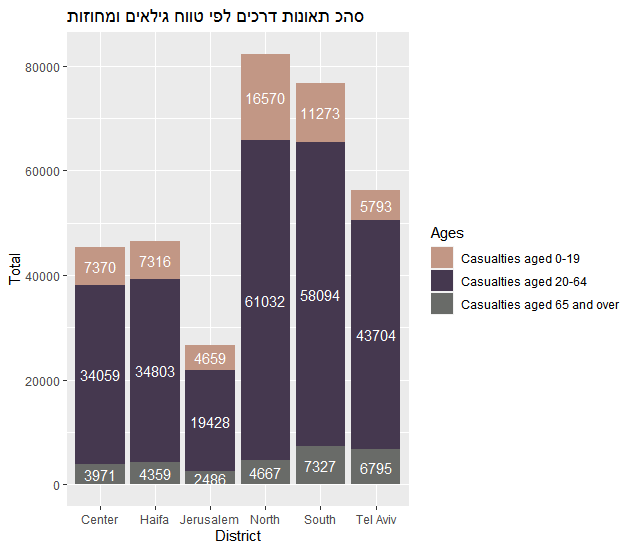 סהכ תאונות דרכים לפי טווח גילאים ומחוזות
80000
60000
40000
20000
0
Total
16570
11273
5793
7370
7316
4659
61032
58094
43704
34059
34803
19428
3971
4359
2486
4667
7327
6795
Center Haifa Jerusalem North South Tel Aviv
District
Ages
Casualties aged 0-19
Casualties aged 20-64
Casualties aged 65 and over